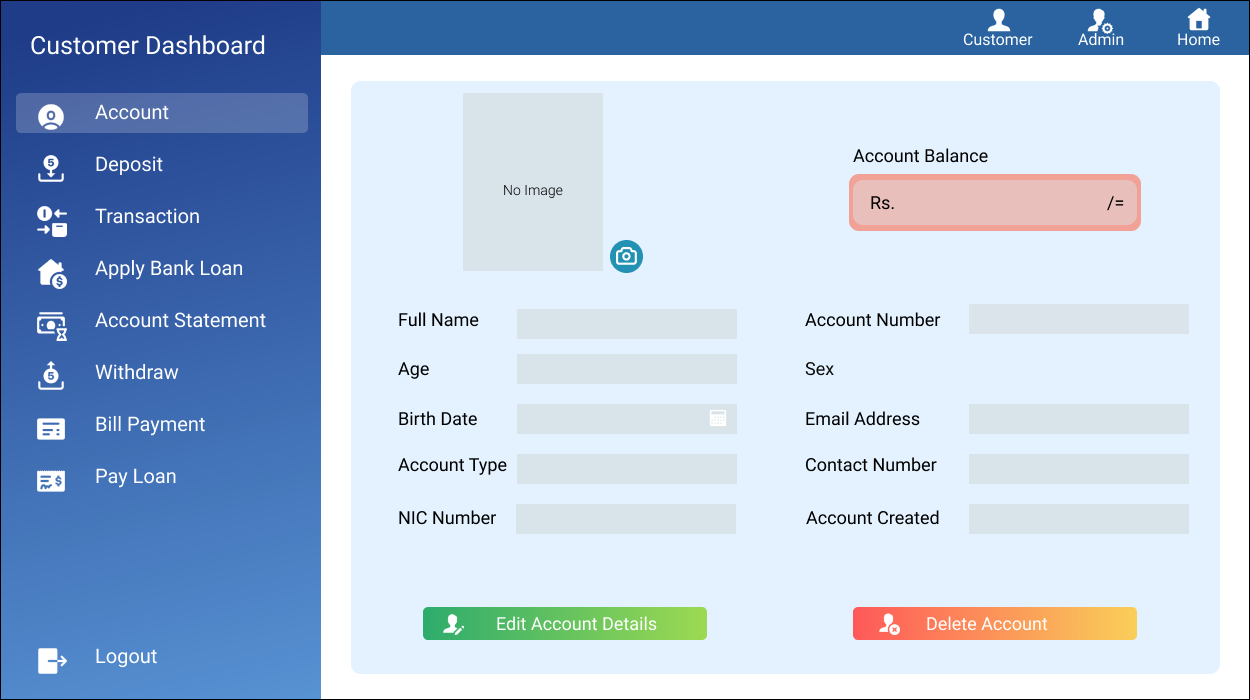 Customer Dashboard
Customer
Admin
Home
Account
Deposit
Transaction
Apply Bank Loan
Account Statement
Withdraw
Bill Payment
Pay Loan
Logout
No Image
Account Balance
Rs. /=
Full Name
Account Number
Age
Sex
Birth Date
Email Address
Account Type
Contact Number
NIC Number
Account Created
Edit Account Details
Delete Account